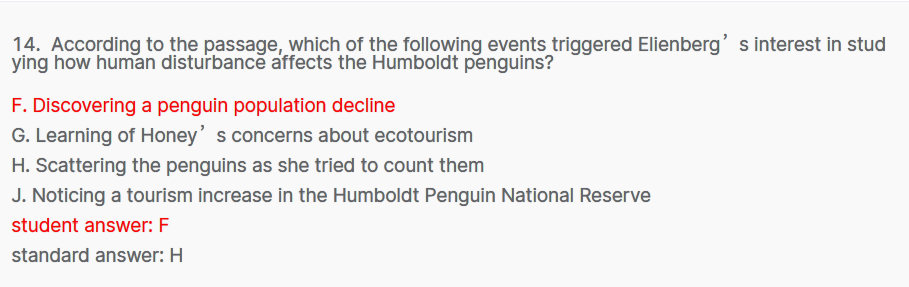 14. According to the passage, which of the following events triggered Elienberg’s interest in stud
ying how human disturbance affects the Humboldt penguins?
F. Discovering a penguin population decline
G. Learning of Honey’s concerns about ecotourism
H. Scattering the penguins as she tried to count them
J. Noticing a tourism increase in the Humboldt Penguin National Reserve
student answer: F
standard answer: H